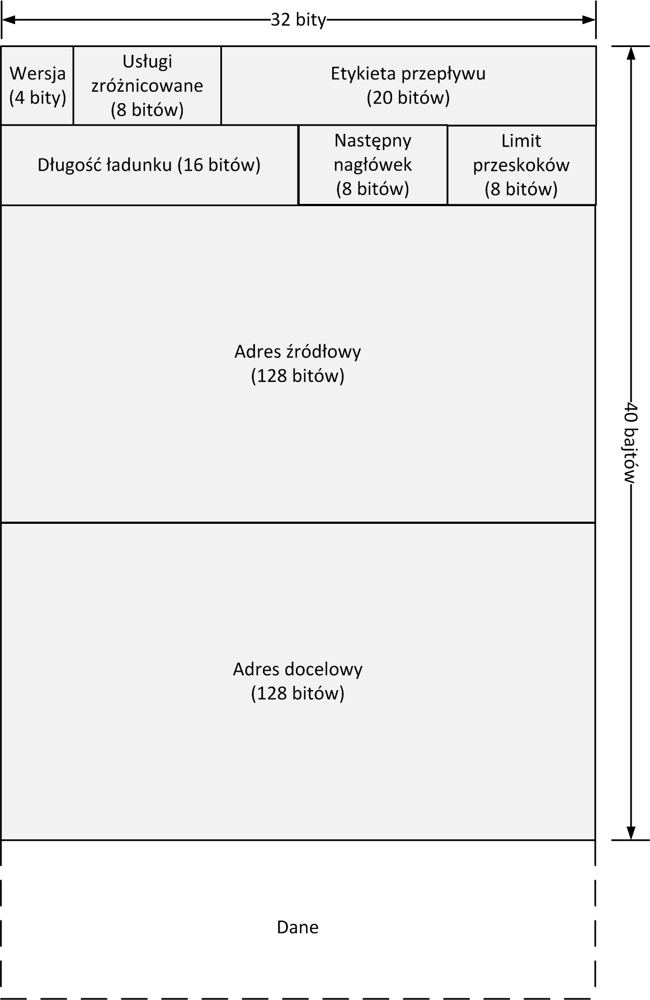 32 bity
Wersja
(4 bity)
Usługi
zróżnicowane
(8 bitów)
Etykieta przepływu
(20 bitów)
Długość ładunku (16 bitów)
Następny
nagłówek
(8 bitów)
Limit
przeskoków
(8 bitów)
Adres źródłowy
(128 bitów)
40 bajtów
Adres docelowy
(128 bitów)
Dane